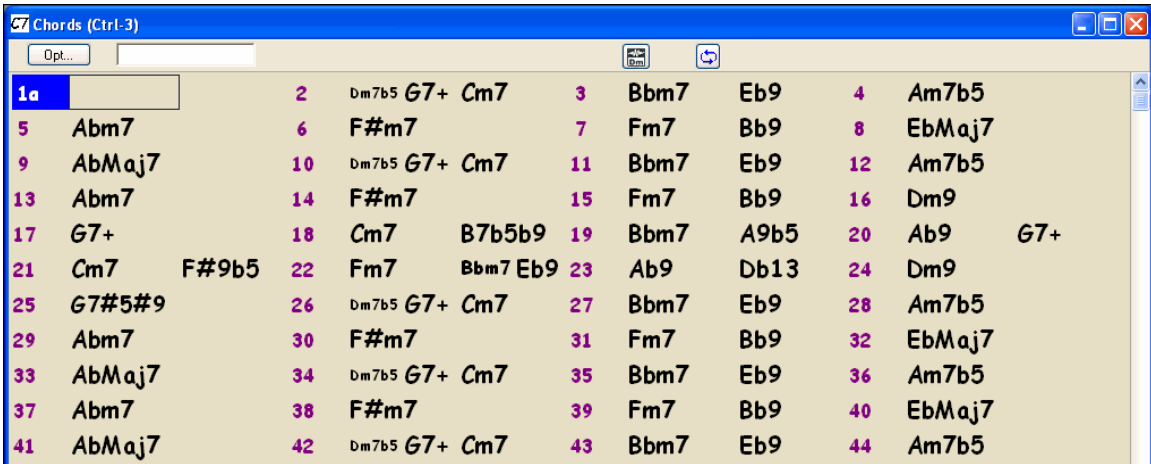 C7 Chords (Ctrl-3)
Opt... Dm
1a 2 Dm7b5 G7+ Cm7 3 Bbm7 Eb9 4 Am7b5
5 Abm7 6 F#m7 7 Fm7 Bb9 8 EbMaj7
9 AbMaj7 10 Dm7b5 G7+ Cm7 11 Bbm7 Eb9 12 Am7b5
13 Abm7 14 F#m7 15 Fm7 Bb9 16 Dm9
17 G7+ 18 Cm7 B7b5b9 19 Bbm7 A9b5 20 Ab9 G7+
21 Cm7 F#9b5 22 Fm7 Bbm7 Eb9 23 Ab9 Db13 24 Dm9
25 G7#5#9 26 Dm7b5 G7+ Cm7 27 Bbm7 Eb9 28 Am7b5
29 Abm7 30 F#m7 31 Fm7 Bb9 32 EbMaj7
33 AbMaj7 34 Dm7b5 G7+ Cm7 35 Bbm7 Eb9 36 Am7b5
37 Abm7 38 F#m7 39 Fm7 Bb9 40 EbMaj7
41 AbMaj7 42 Dm7b5 G7+ Cm7 43 Bbm7 Eb9 44 Am7b5